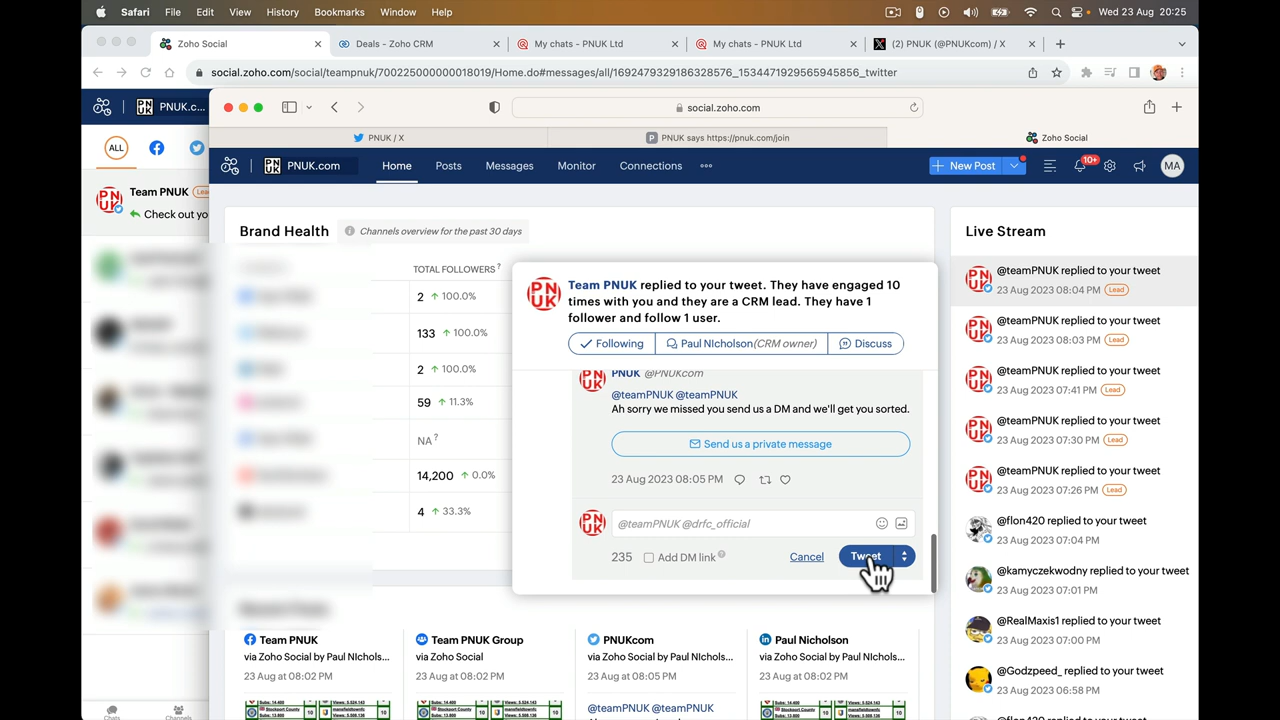 Safari File Edit View History Bookmarks Window Help Wed 23 Aug 20:25
Zoho Social Deals - Zoho CRM My chats - PNUK Ltd My chats - PNUK Ltd (2) PNUK (@PNUKcom) / X
social.zoho.com/social/teampnuk/700225000000018019/Home.do#messages/all/1692479329186328576_1534471929565945856_twitter
PNUK.c...
ALL
Team PNUK Lea
Check out yo
Chats Channels
social.zoho.com
PNUK / X PNUK says https://pnuk.com/join Zoho Social
PNUK.com Home Posts Messages Monitor Connections New Post 10+ MA
Brand Health Channels overview for the past 30 days
TOTAL FOLLOWERS ?
2 ↑ 100.0%
133 ↑ 100.0%
2 ↑ 100.0%
59 ↑ 11.3%
NA ?
14,200 ↑ 0.0%
4 ↑ 33.3%
Team PNUK replied to your tweet. They have engaged 10
times with you and they are a CRM lead. They have 1
follower and follow 1 user.
Following Paul NIcholson(CRM owner) Discuss
PNUK @PNUKcom
@teamPNUK @teamPNUK
Ah sorry we missed you send us a DM and we'll get you sorted.
Send us a private message
23 Aug 2023 08:05 PM
@teamPNUK @drfc_official
235 Add DM link ? Cancel Tweet
Live Stream
@teamPNUK replied to your tweet
23 Aug 2023 08:04 PM Lead
@teamPNUK replied to your tweet
23 Aug 2023 08:03 PM Lead
@teamPNUK replied to your tweet
23 Aug 2023 07:41 PM Lead
@teamPNUK replied to your tweet
23 Aug 2023 07:30 PM Lead
@teamPNUK replied to your tweet
23 Aug 2023 07:26 PM Lead
@flon420 replied to your tweet
23 Aug 2023 07:04 PM
@kamyczekwodny replied to your tweet
23 Aug 2023 07:01 PM
@RealMaxis1 replied to your tweet
23 Aug 2023 07:00 PM
@Godzpeed_ replied to your tweet
23 Aug 2023 06:58 PM
@flon420 replied to your tweet
Team PNUK
via Zoho Social by Paul NIchols...
23 Aug at 08:02 PM
Team PNUK Group
via Zoho Social
23 Aug at 08:02 PM
PNUKcom
via Zoho Social by Paul NIchols...
23 Aug at 08:02 PM
@teamPNUK @teamPNUK
Paul Nicholson
via Zoho Social by Paul NIchols...
23 Aug at 08:02 PM